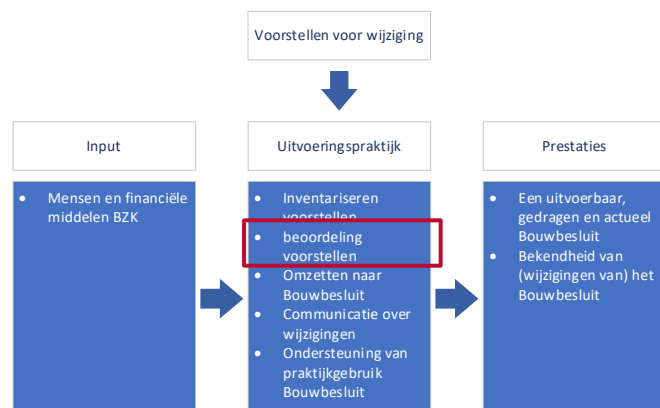 Voorstellen voor wijziging
Input
Uitvoeringspraktijk
Prestaties
• Mensen en financiële
middelen BZK
• Inventariseren
voorstellen
• beoordeling
voorstellen
• Omzetten naar
Bouwbesluit
• Communicatie over
wijzigingen
• Ondersteuning van
praktijkgebruik
Bouwbesluit
• Een uitvoerbaar,
gedragen en actueel
Bouwbesluit
• Bekendheid van
(wijzigingen van) het
Bouwbesluit